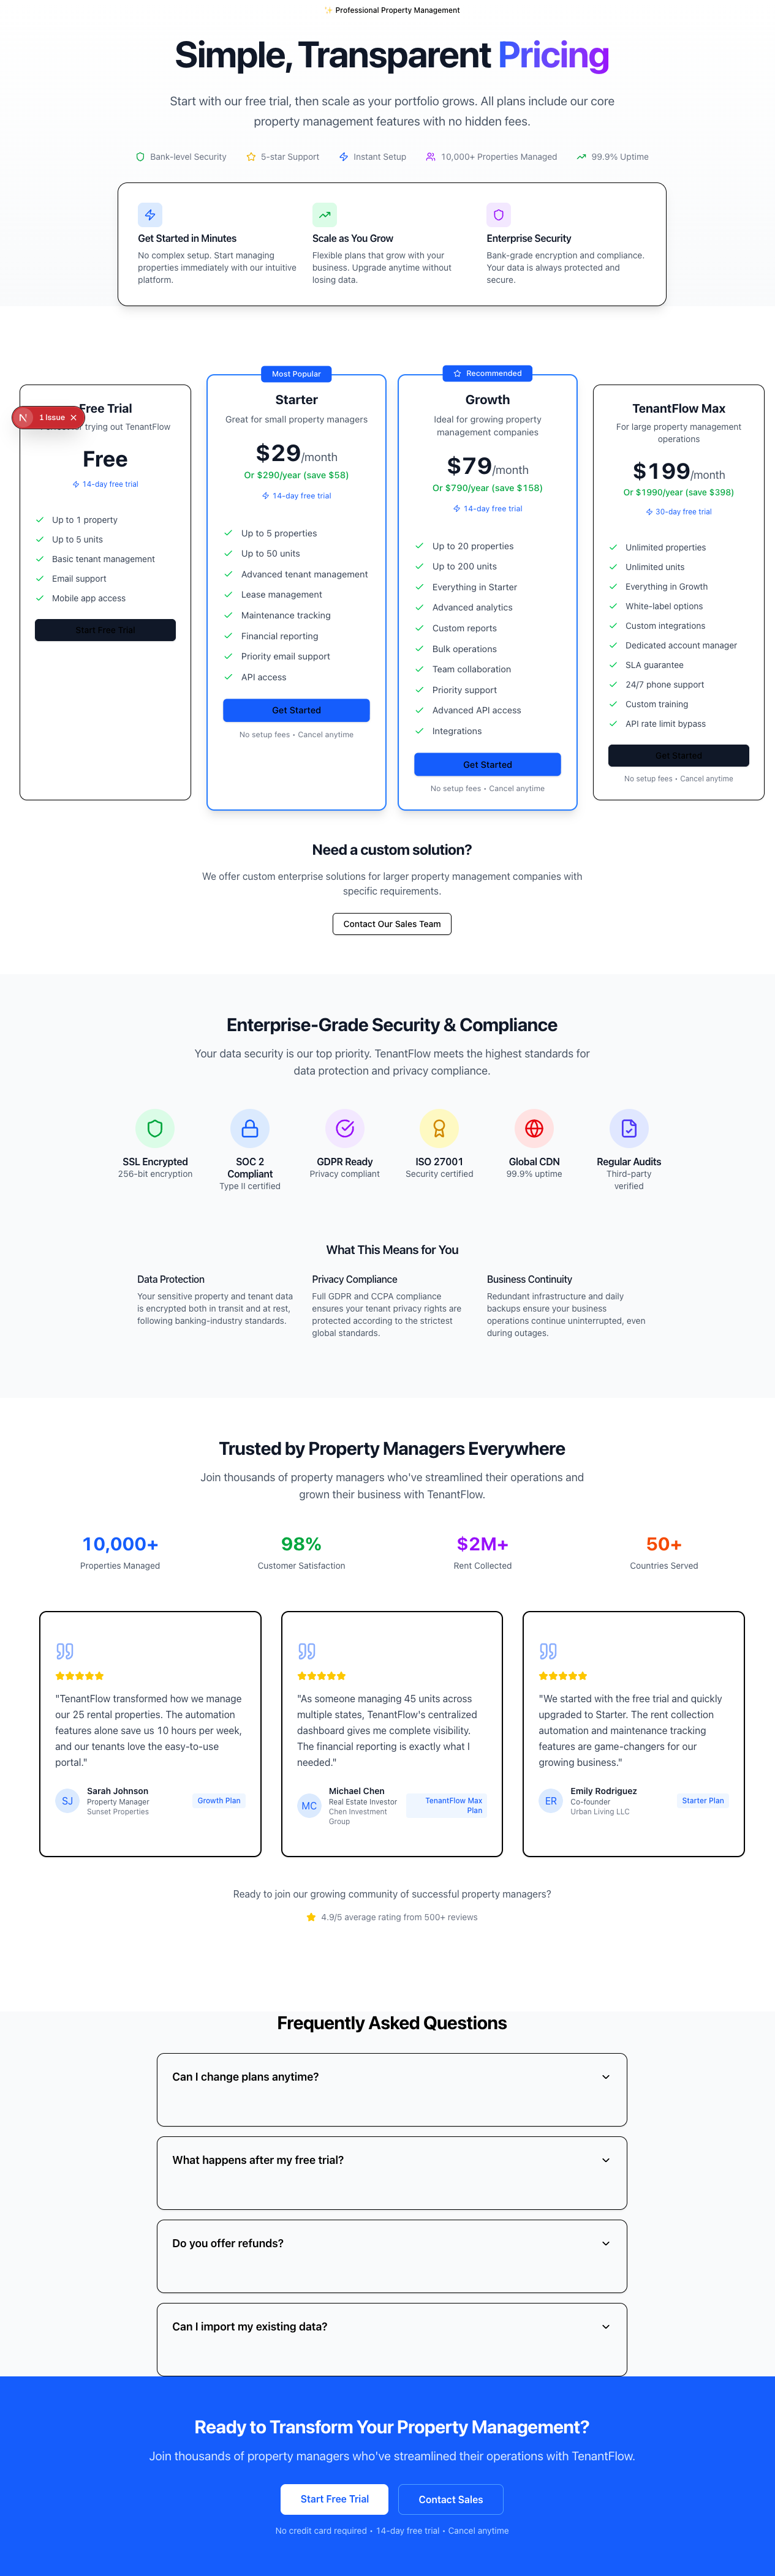 ✨ Professional Property Management
Simple, Transparent Pricing
Start with our free trial, then scale as your portfolio grows. All plans include our core
property management features with no hidden fees.
Bank-level Security
5-star Support
Instant Setup
10,000+ Properties Managed
99.9% Uptime
Get Started in Minutes
No complex setup. Start managing
properties immediately with our intuitive
platform.
Scale as You Grow
Flexible plans that grow with your
business. Upgrade anytime without
losing data.
Enterprise Security
Bank-grade encryption and compliance.
Your data is always protected and
secure.
N 1 Issue
Free Trial
trying out TenantFlow
Free
14-day free trial
Up to 1 property
Up to 5 units
Basic tenant management
Email support
Mobile app access
Start Free Trial
Most Popular
Starter
Great for small property managers
$29/month
Or $290/year (save $58)
14-day free trial
Up to 5 properties
Up to 50 units
Advanced tenant management
Lease management
Maintenance tracking
Financial reporting
Priority email support
API access
Get Started
No setup fees • Cancel anytime
Recommended
Growth
Ideal for growing property
management companies
$79/month
Or $790/year (save $158)
14-day free trial
Up to 20 properties
Up to 200 units
Everything in Starter
Advanced analytics
Custom reports
Bulk operations
Team collaboration
Priority support
Advanced API access
Integrations
Get Started
No setup fees • Cancel anytime
TenantFlow Max
For large property management
operations
$199/month
Or $1990/year (save $398)
30-day free trial
Unlimited properties
Unlimited units
Everything in Growth
White-label options
Custom integrations
Dedicated account manager
SLA guarantee
24/7 phone support
Custom training
API rate limit bypass
Get Started
No setup fees • Cancel anytime
Need a custom solution?
We offer custom enterprise solutions for larger property management companies with
specific requirements.
Contact Our Sales Team
Enterprise-Grade Security & Compliance
Your data security is our top priority. TenantFlow meets the highest standards for
data protection and privacy compliance.
SSL Encrypted
256-bit encryption
SOC 2
Compliant
Type II certified
GDPR Ready
Privacy compliant
ISO 27001
Security certified
Global CDN
99.9% uptime
Regular Audits
Third-party
verified
What This Means for You
Data Protection
Your sensitive property and tenant data
is encrypted both in transit and at rest,
following banking-industry standards.
Privacy Compliance
Full GDPR and CCPA compliance
ensures your tenant privacy rights are
protected according to the strictest
global standards.
Business Continuity
Redundant infrastructure and daily
backups ensure your business
operations continue uninterrupted, even
during outages.
Trusted by Property Managers Everywhere
Join thousands of property managers who've streamlined their operations and
grown their business with TenantFlow.
10,000+
Properties Managed
98%
Customer Satisfaction
$2M+
Rent Collected
50+
Countries Served
"TenantFlow transformed how we manage
our 25 rental properties. The automation
features alone save us 10 hours per week,
and our tenants love the easy-to-use
portal."
SJ
Sarah Johnson
Property Manager
Sunset Properties
Growth Plan
"As someone managing 45 units across
multiple states, TenantFlow's centralized
dashboard gives me complete visibility.
The financial reporting is exactly what I
needed."
MC
Michael Chen
Real Estate Investor
Chen Investment
Group
TenantFlow Max
Plan
"We started with the free trial and quickly
upgraded to Starter. The rent collection
automation and maintenance tracking
features are game-changers for our
growing business."
ER
Emily Rodriguez
Co-founder
Urban Living LLC
Starter Plan
Ready to join our growing community of successful property managers?
4.9/5 average rating from 500+ reviews
Frequently Asked Questions
Can I change plans anytime?
What happens after my free trial?
Do you offer refunds?
Can I import my existing data?
Ready to Transform Your Property Management?
Join thousands of property managers who've streamlined their operations with TenantFlow.
Start Free Trial
Contact Sales
No credit card required • 14-day free trial • Cancel anytime